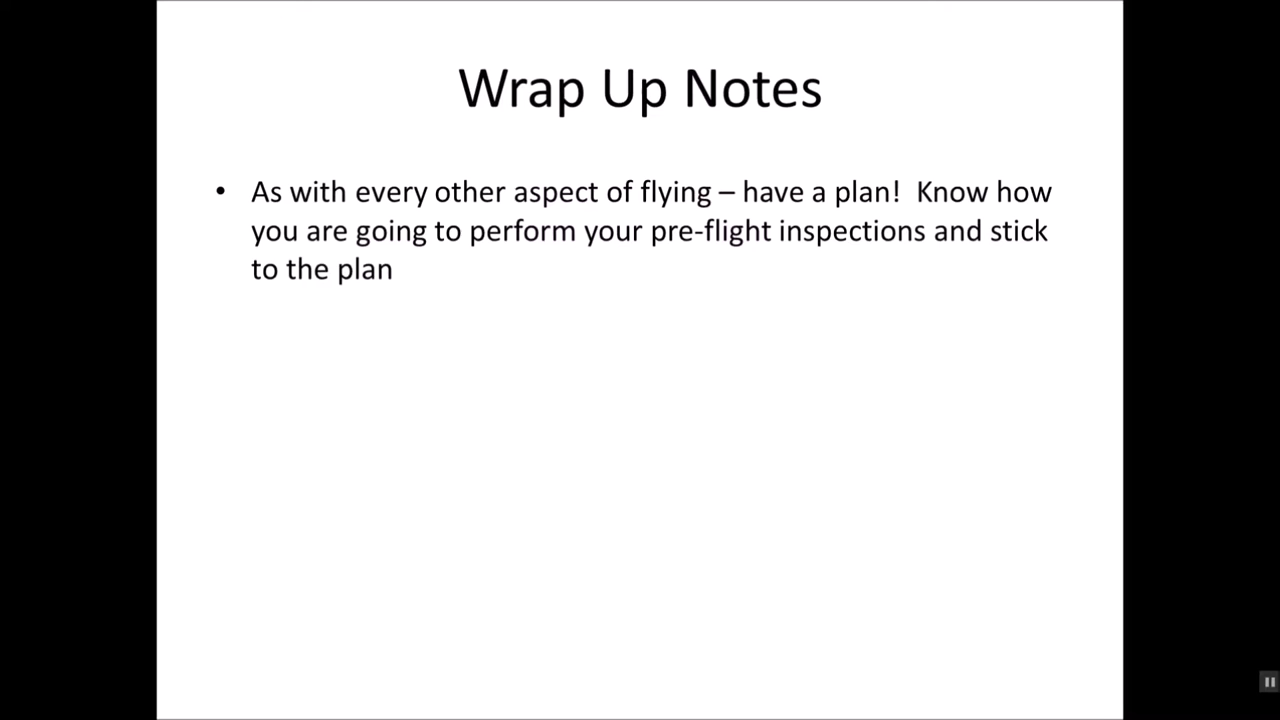 Wrap Up Notes
• As with every other aspect of flying – have a plan!  Know how
you are going to perform your pre-flight inspections and stick
to the plan